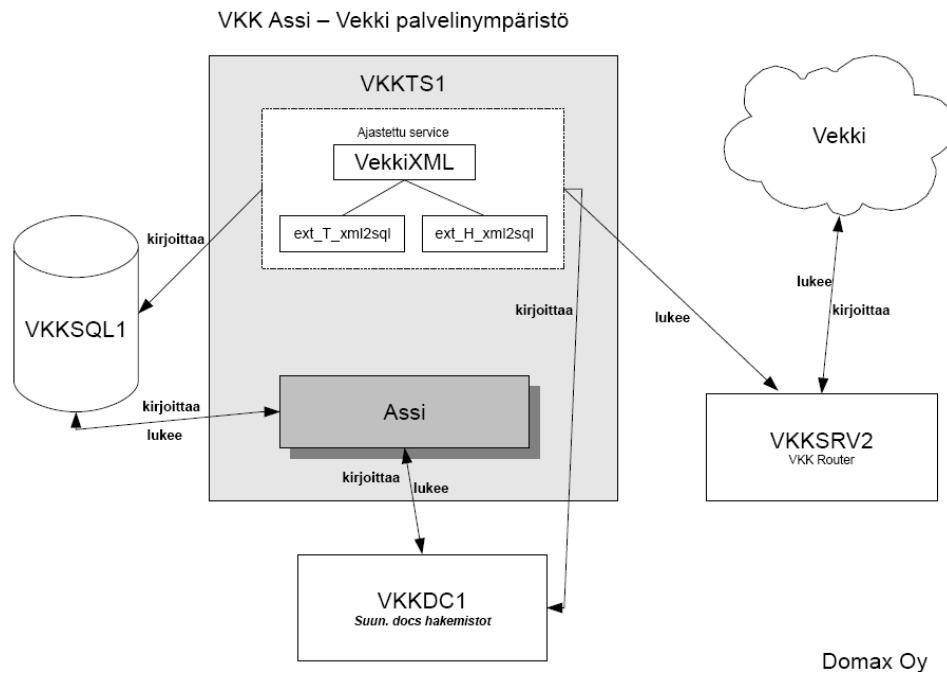 VKK Assi – Vekki palvelinympäristö
VKKTS1
Ajastettu service
VekkiXML
ext_T_xml2sql
ext_H_xml2sql
Vekki
kirjoittaa
lukee
kirjoittaa
VKKSQL1
kirjoittaa
lukee
kirjoittaa
lukee
Assi
kirjoittaa
lukee
VKKSRV2
VKK Router
VKKDC1
Suun. docs hakemistot
Domax Oy